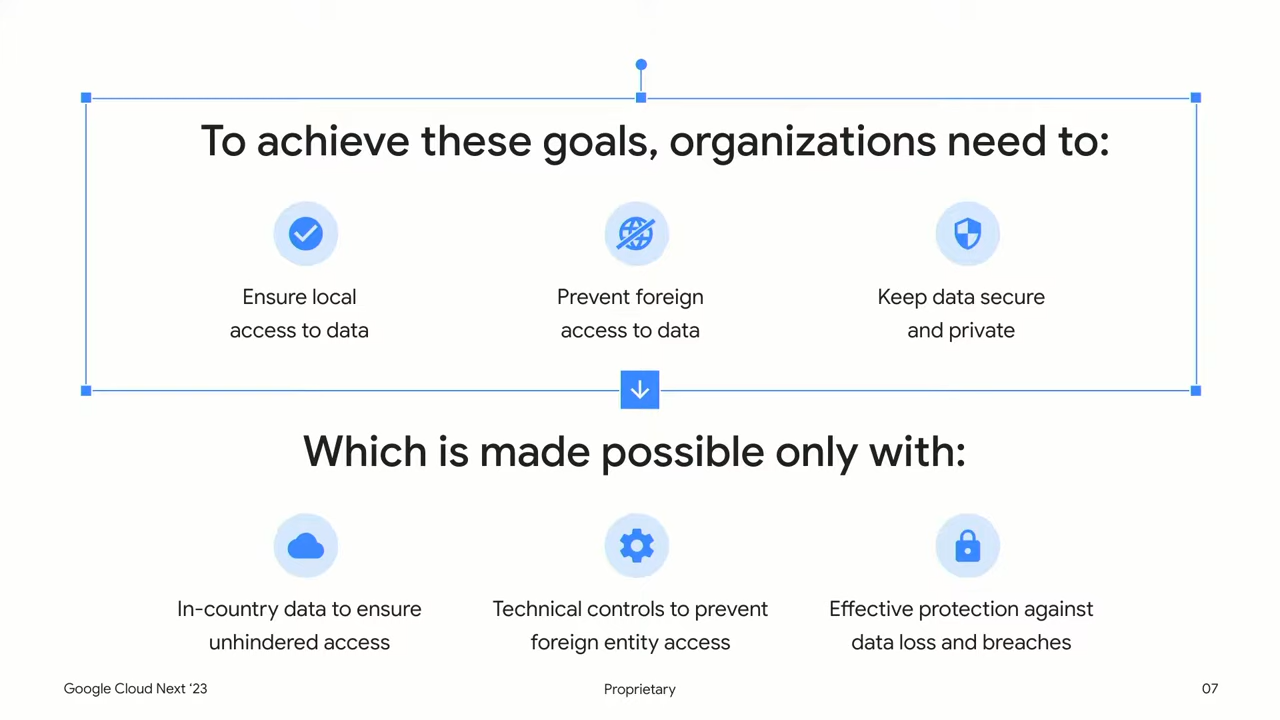 To achieve these goals, organizations need to:
Ensure local
access to data
Prevent foreign
access to data
Keep data secure
and private
Which is made possible only with:
In-country data to ensure
unhindered access
Technical controls to prevent
foreign entity access
Effective protection against
data loss and breaches
Google Cloud Next ‘23
Proprietary
07